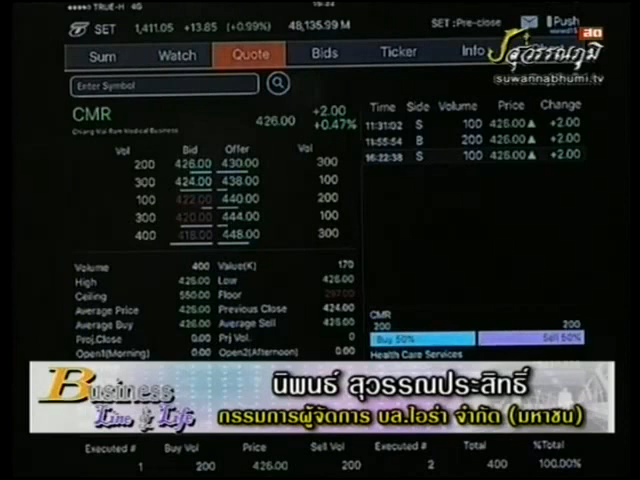 TRUE-H 4G
SET 1,411.05 +13.85 (+0.99%) 48,135.99 M SET :Pre-close Push
สด
สุวรรณภูมิ
suwannabhumi.tv
Sum Watch Quote Bids Ticker Info
Enter Symbol
CMR 426.00 +2.00
Chiang Mai Ram Medical Business +0.47%
Time Side Volume Price Change
11:31:02 S 100 426.00 +2.00
11:55:54 B 200 426.00 +2.00
16:22:38 S 100 426.00 +2.00
Vol Bid Offer Vol
200 426.00 430.00 300
300 424.00 438.00 100
100 422.00 440.00 200
300 420.00 444.00 100
400 418.00 448.00 300
Volume 400 Value(K) 170
High 426.00 Low 426.00
Ceiling 550.00 Floor
Average Price 426.00 Previous Close 424.00
Average Buy 426.00 Average Sell 426.00
Proj.Close 0.00 Prj Vol. 0
Open1(Morning) 0.00 Open2(Afternoon) 0.00
CMR
200 200
Buy 50% Sell 50%
Health Care Services
Business
Line & Life
นิพนธ์ สุวรรณประสิทธิ์
กรรมการผู้จัดการ บล.ไอร่า จำกัด (มหาชน)
Executed # Buy Vol Price Sell Vol Executed # Total %Total
1 200 426.00 200 2 400 100.00%